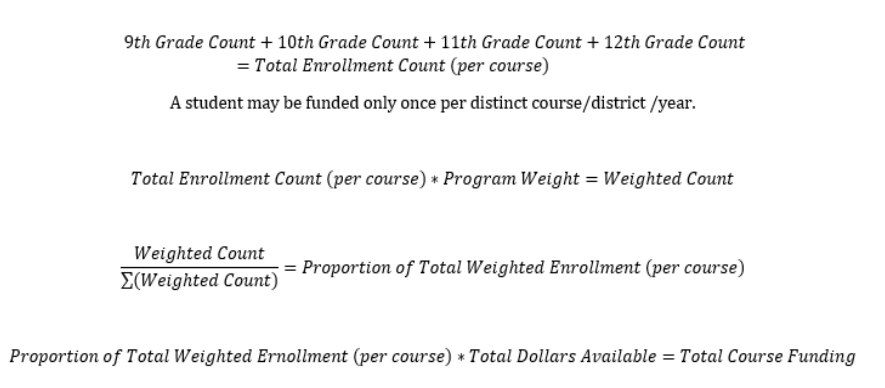 9th Grade Count + 10th Grade Count + 11th Grade Count + 12th Grade Count
= Total Enrollment Count (per course)
A student may be funded only once per distinct course/district /year.
Total Enrollment Count (per course) ∗ Program Weight = Weighted Count
Weighted Count
∑(Weighted Count)
= Proportion of Total Weighted Enrollment (per course)
Proportion of Total Weighted Ernollment (per course) ∗ Total Dollars Available = Total Course Funding